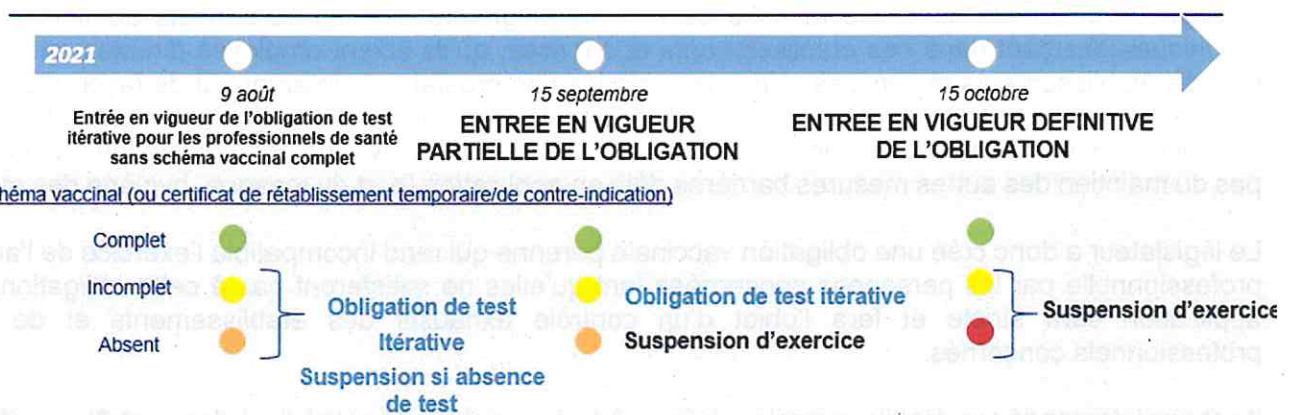 2021
9 août
Entrée en vigueur de l'obligation de test
itérative pour les professionnels de santé
sans schéma vaccinal complet
15 septembre
ENTREE EN VIGUEUR
PARTIELLE DE L'OBLIGATION
15 octobre
ENTREE EN VIGUEUR DEFINITIVE
DE L'OBLIGATION
héma vaccinal (ou certificat de rétablissement temporaire/de contre-indication)
Complet
Incomplet
Absent
Obligation de test
Itérative
Suspension si absence
de test
Obligation de test itérative
Suspension d'exercice
Suspension d'exercice